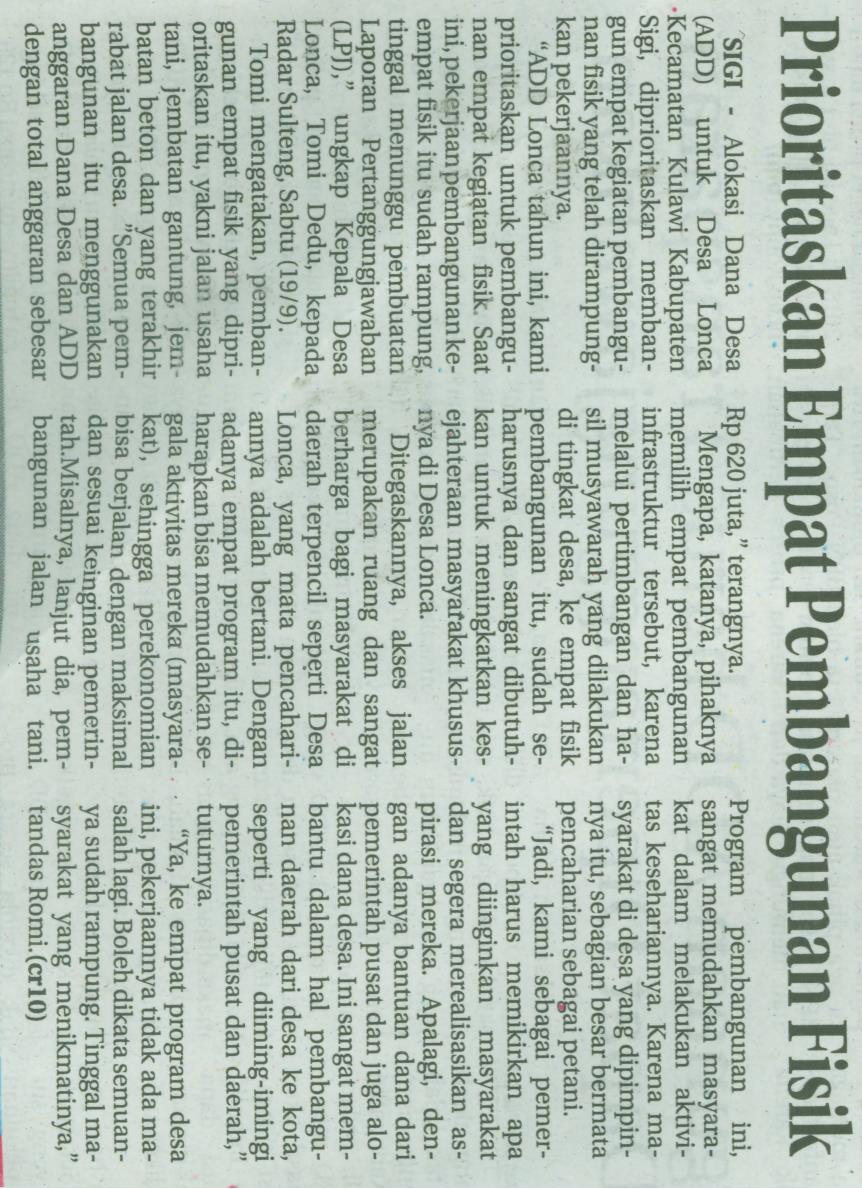 Prioritaskan Empat Pembangunan Fisik
SIGI - Alokasi Dana Desa
(ADD) untuk Desa Lonca
Kecamatan Kulawi Kabupaten
Sigi, diprioritaskan memban-
gun empat kegiatan pembangu-
nan fisik yang telah dirampung-
kan pekerjaannya.
"ADD Lonca tahun ini, kami
prioritaskan untuk pembangu-
nan empat kegiatan fisik. Saat
ini, pekerjaan pembangunan ke-
empat fisik itu sudah rampung,
tinggal menunggu pembuatan
Laporan Pertanggungjawaban
(LPJ)," ungkap Kepala Desa
Lonca, Tomi Dedu, kepada
Radar Sulteng, Sabtu (19/9).
Tomi mengatakan, pemban-
gunan empat fisik yang dipri-
oritaskan itu, yakni jalan usaha
tani, jembatan gantung, jem-
batan beton dan yang terakhir
rabat jalan desa. "Semua pem-
bangunan itu menggunakan
anggaran Dana Desa dan ADD
dengan total anggaran sebesar
Rp 620 juta," terangnya.
Mengapa, katanya, pihaknya
memilih empat pembangunan
infrastruktur tersebut, karena
melalui pertimbangan dan ha-
sil musyawarah yang dilakukan
di tingkat desa, ke empat fisik
pembangunan itu, sudah se-
harusnya dan sangat dibutuh-
kan untuk meningkatkan kes-
ejahteraan masyarakat khusus-
nya di Desa Lonca.
Ditegaskannya, akses jalan
merupakan ruang dan sangat
berharga bagi masyarakat di
daerah terpencil seperti Desa
Lonca, yang mata pencahari-
annya adalah bertani. Dengan
adanya empat program itu, di-
harapkan bisa memudahkan se-
gala aktivitas mereka (masyara-
kat), sehingga perekonomian
bisa berjalan dengan maksimal
dan sesuai keinginan pemerin-
tah.Misalnya, lanjut dia, pem-
bangunan jalan usaha tani.
Program pembangunan ini,
sangat memudahkan masyara-
kat dalam melakukan aktivi-
tas kesehariannya. Karena ma-
syarakat di desa yang dipimpin-
nya itu, sebagian besar bermata
pencaharian sebagai petani.
"Jadi, kami sebagai pemer-
intah harus memikirkan apa
yang diinginkan masyarakat
dan segera merealisasikan as-
pirasi mereka. Apalagi, den-
gan adanya bantuan dana dari
pemerintah pusat dan juga alo-
kasi dana desa. Ini sangat mem-
bantu dalam hal pembangu-
nan daerah dari desa ke kota,
seperti yang diiming-imingi
pemerintah pusat dan daerah,"
tuturnya.
"Ya, ke empat program desa
ini, pekerjaannya tidak ada ma-
salah lagi. Boleh dikata semuan-
ya sudah rampung. Tinggal ma-
syarakat yang menikmatinya,"
tandas Romi.(cr10)